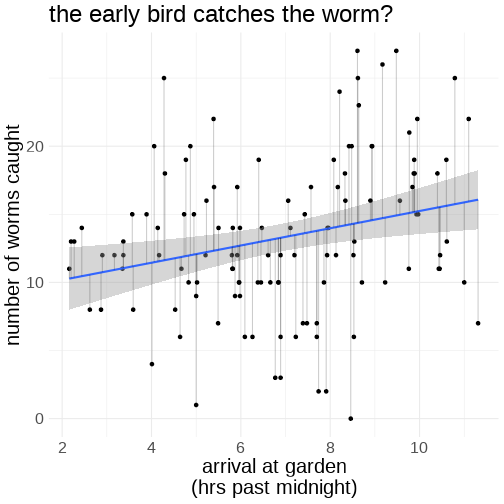 the early bird catches the worm?
number of worms caught
20
10
0
2 4 6 8 10
arrival at garden
(hrs past midnight)